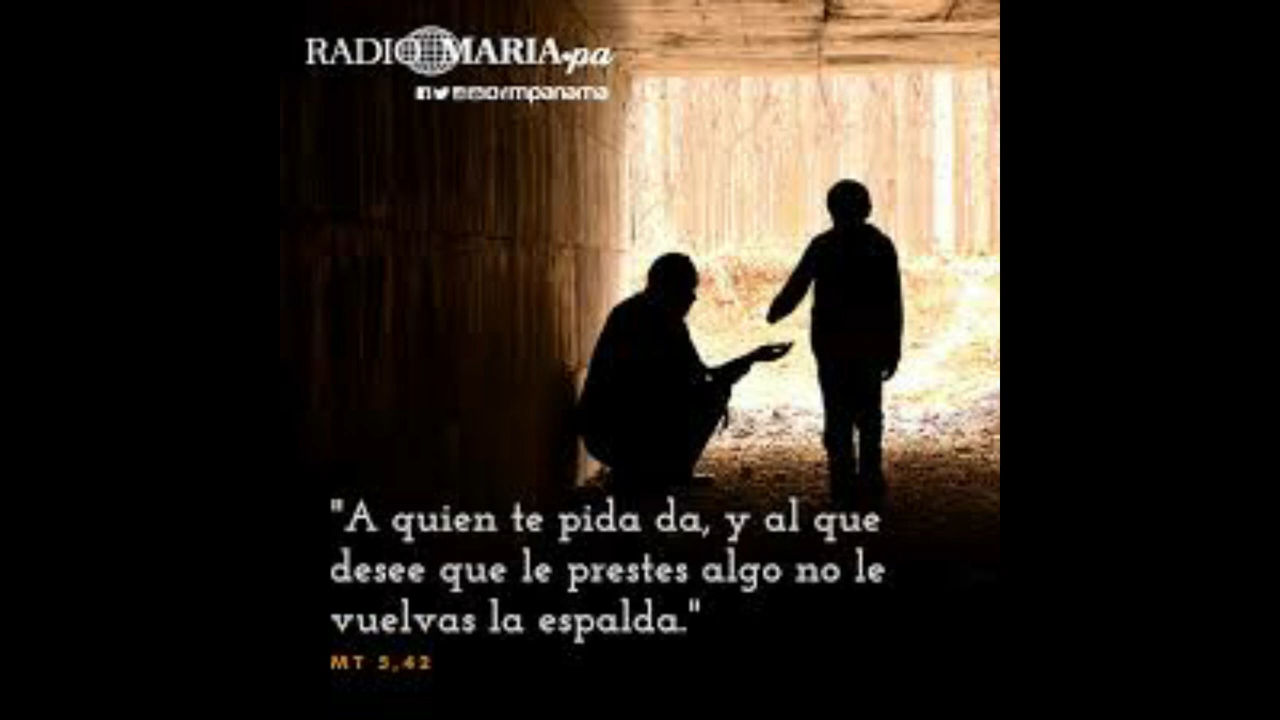 RADIO MARIA.pa
rmpanama
"A quien te pida da, y al que
desee que le prestes algo no le
vuelvas la espalda."
MT 5,42